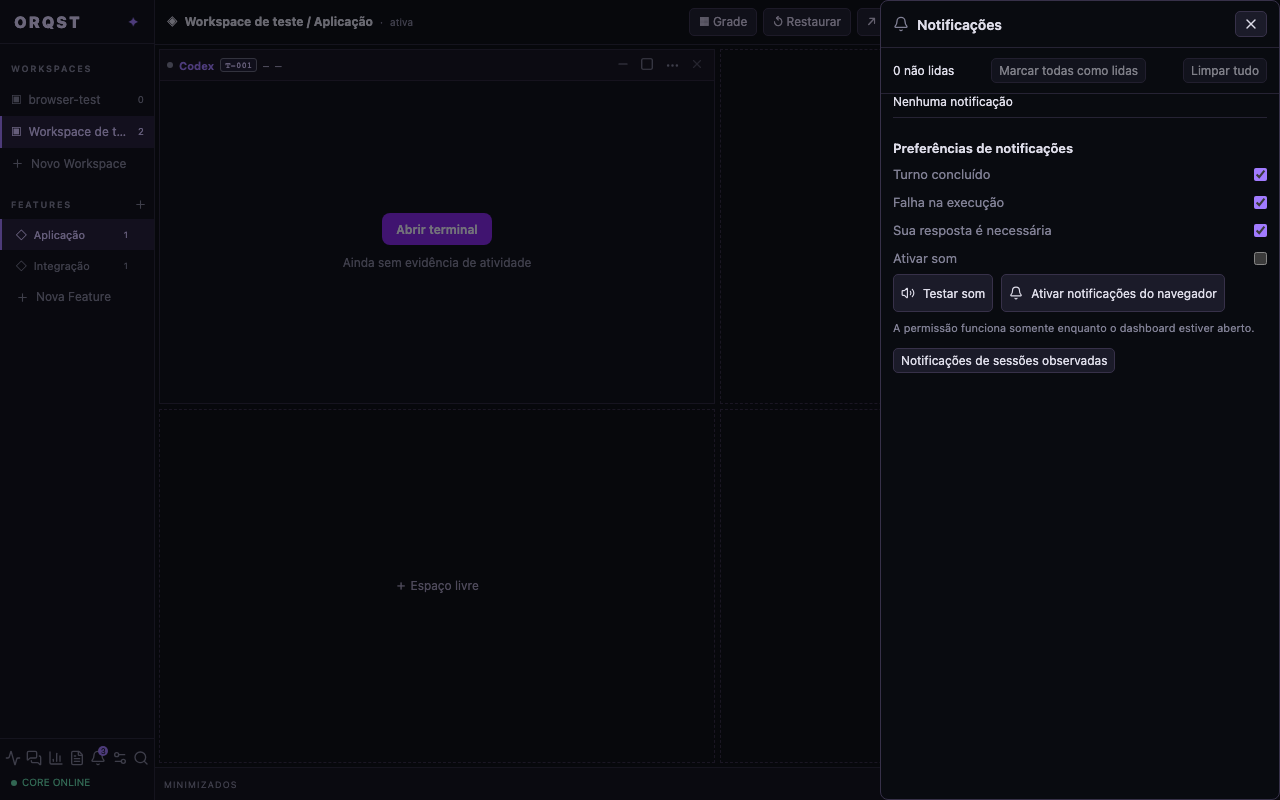 ORQST
WORKSPACES
browser-test 0
Workspace de t... 2
+ Novo Workspace
FEATURES +
Aplicação 1
Integração 1
+ Nova Feature
CORE ONLINE
3
Workspace de teste / Aplicação · ativa
Grade
Restaurar
Codex T-001 — —
Abrir terminal
Ainda sem evidência de atividade
+ Espaço livre
MINIMIZADOS
Notificações
0 não lidas
Marcar todas como lidas
Limpar tudo
Nenhuma notificação
Preferências de notificações
Turno concluído
Falha na execução
Sua resposta é necessária
Ativar som
Testar som
Ativar notificações do navegador
A permissão funciona somente enquanto o dashboard estiver aberto.
Notificações de sessões observadas